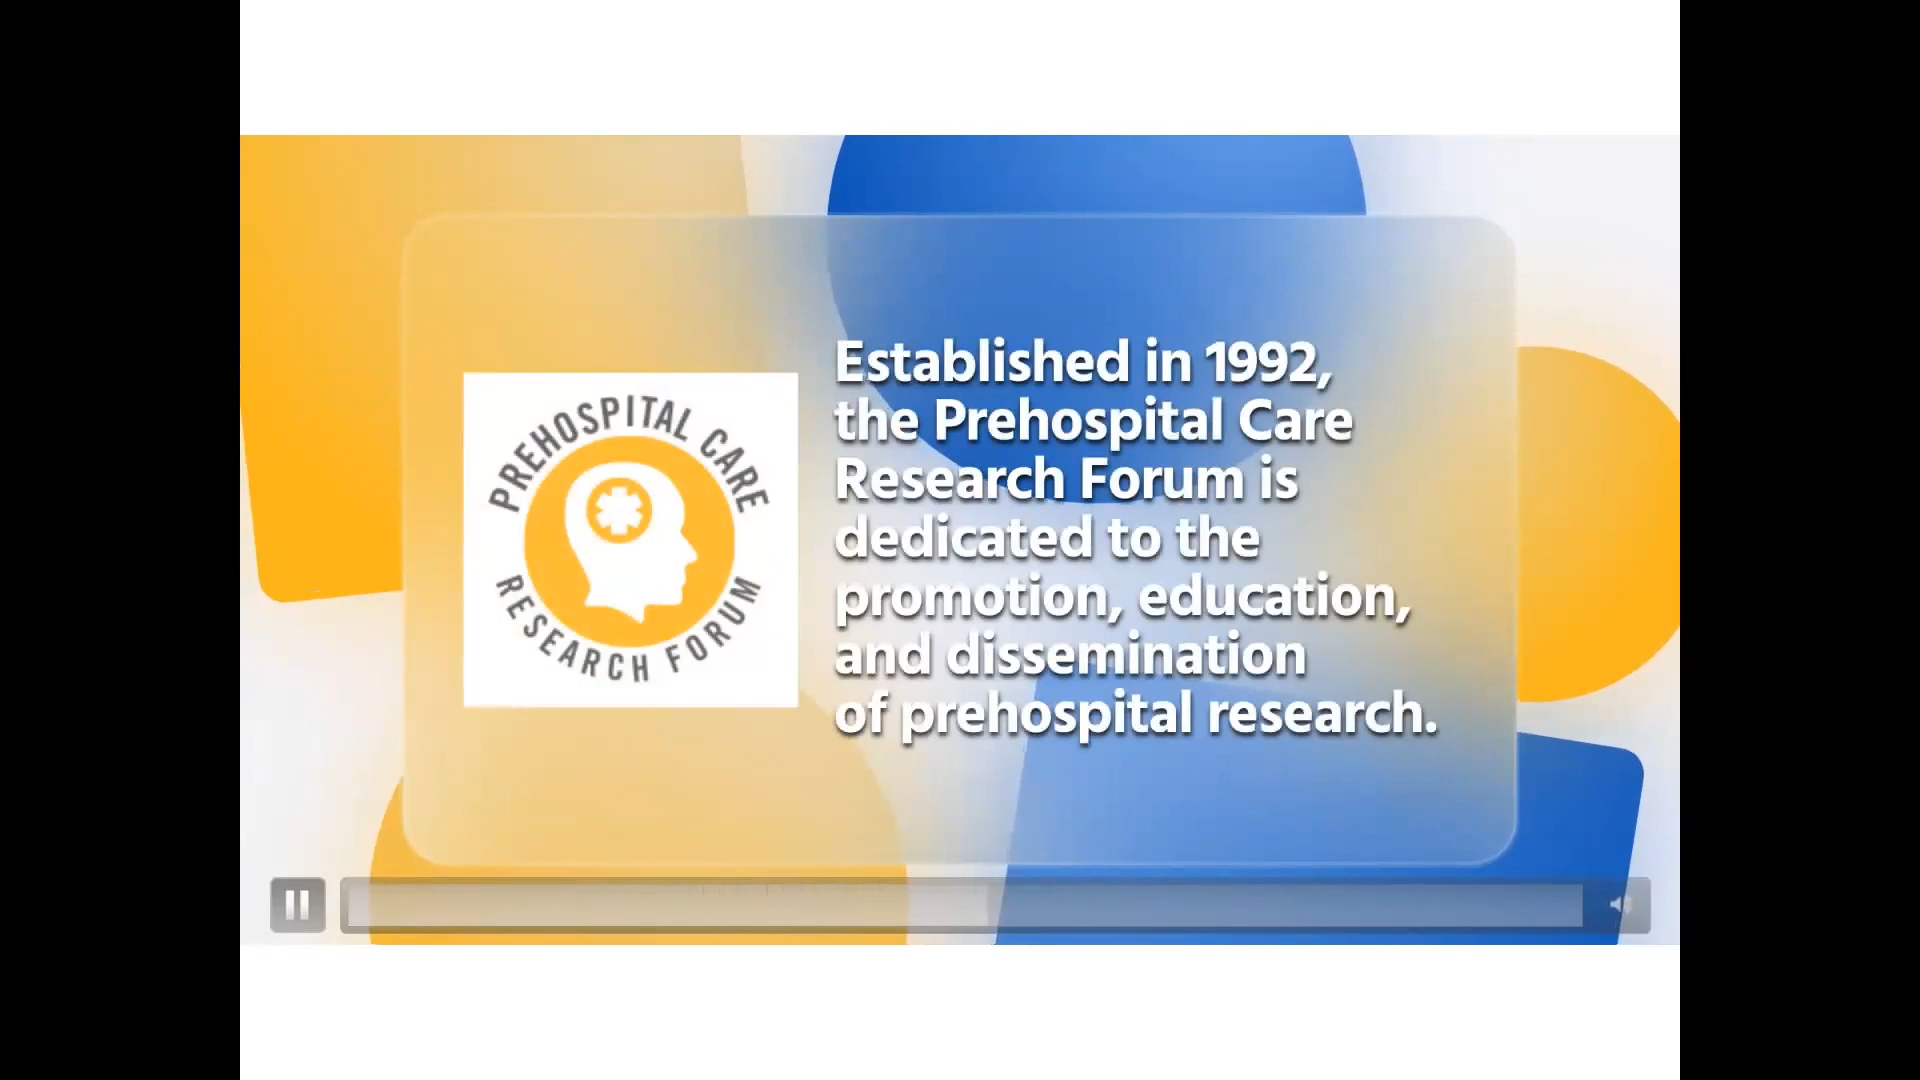 PREHOSPITAL CARE
RESEARCH FORUM
Established in 1992,
the Prehospital Care
Research Forum is
dedicated to the
promotion, education,
and dissemination
of prehospital research.